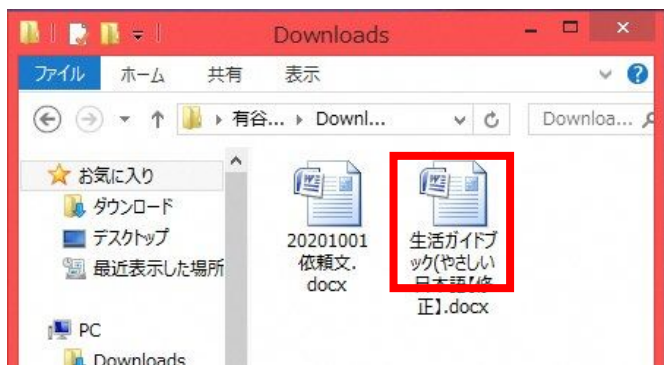 Downloads
ファイル ホーム 共有 表示
有谷... Downl... Downloa...
お気に入り
ダウンロード
デスクトップ
最近表示した場所
PC
Downloads
20201001
依頼文.
docx
生活ガイドブ
ック(やさしい
日本語【修
正】.docx